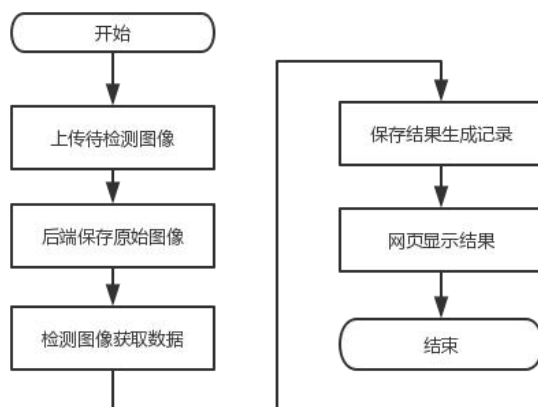 开始
上传待检测图像
后端保存原始图像
检测图像获取数据
保存结果生成记录
网页显示结果
结束